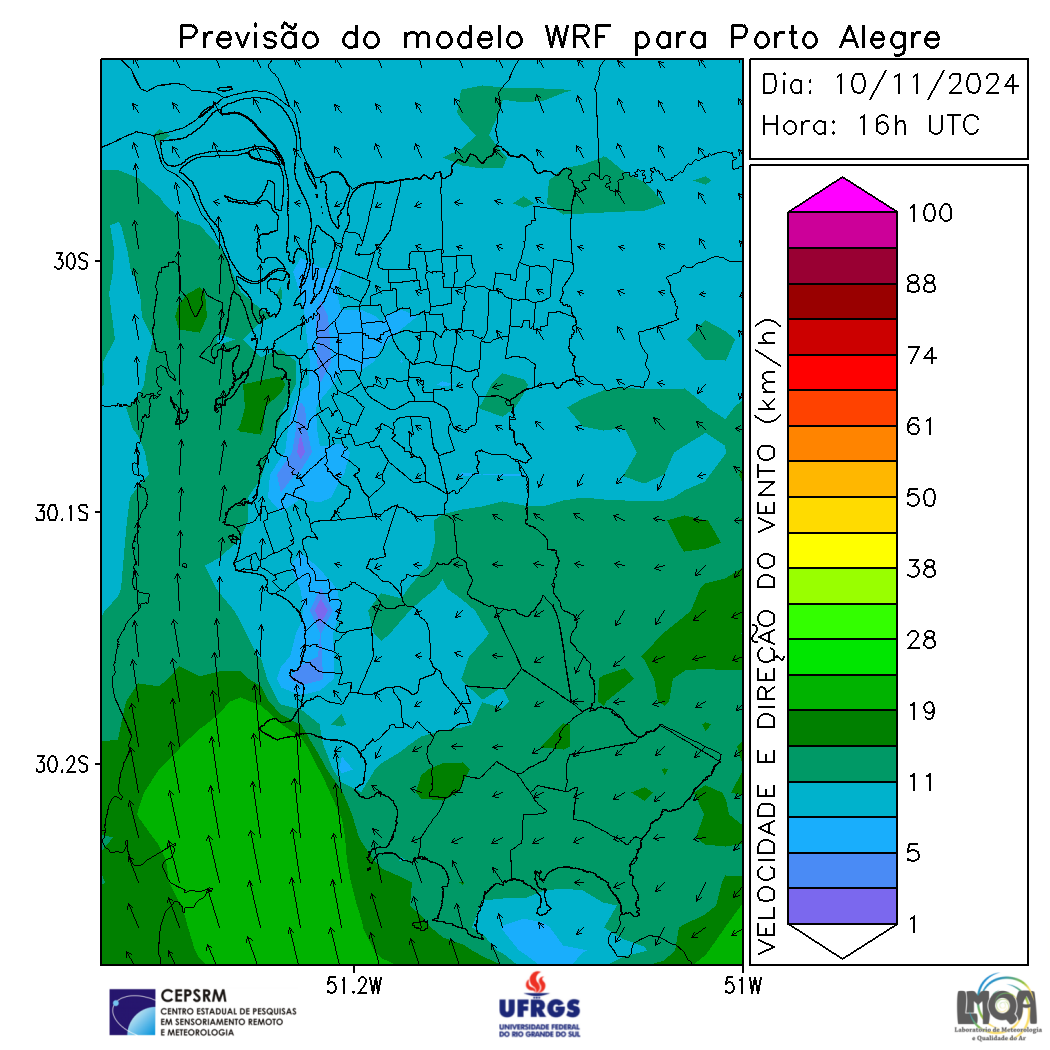 Previsão do modelo WRF para Porto Alegre
Dia: 10/11/2024
Hora: 16h UTC
30S
30.1S
30.2S
51.2W
51W
VELOCIDADE E DIREÇÃO DO VENTO (km/h)
100
88
74
61
50
38
28
19
11
5
1
CEPSRM
CENTRO ESTADUAL DE PESQUISAS
EM SENSORIAMENTO REMOTO
E METEOROLOGIA
UFRGS
UNIVERSIDADE FEDERAL
DO RIO GRANDE DO SUL
LMQA
Laboratório de Meteorologia
e Qualidade do Ar